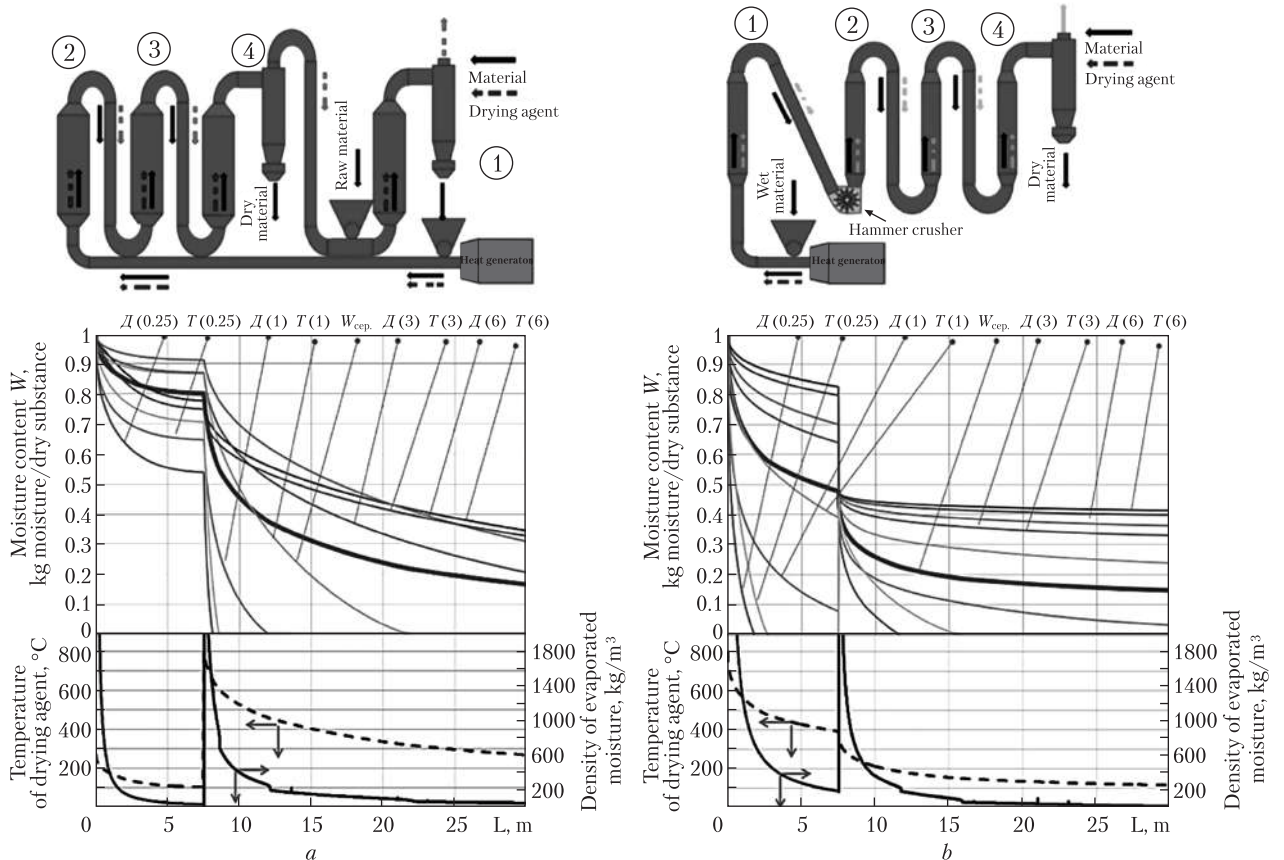 2
3
4
Raw material
Dry
material
1
Material
Drying agent
Heat generator
Д (0.25) T (0.25) Д (1) T (1) Wсер. Д (3) T (3) Д (6) T (6)
Moisture content W,
kg moisture/dry substance
1
0.9
0.8
0.7
0.6
0.5
0.4
0.3
0.2
0.1
0
Temperature
of drying agent, °C
800
600
400
200
1800
1400
1000
600
200
Density of evaporated
moisture, kg/m³
0 5 10 15 20 25 L, m
a
1
2
3
4
Wet
material
Hammer crusher
Dry
material
Material
Drying agent
Heat generator
Д (0.25) T (0.25) Д (1) T (1) Wсер. Д (3) T (3) Д (6) T (6)
Moisture content W,
kg moisture/dry substance
1
0.9
0.8
0.7
0.6
0.5
0.4
0.3
0.2
0.1
0
Temperature
of drying agent, °C
800
600
400
200
1800
1400
1000
600
200
Density of evaporated
moisture, kg/m³
0 5 10 15 20 25 L, m
b